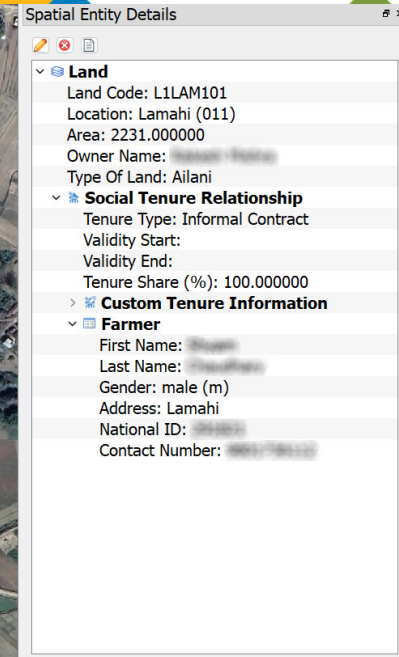 Spatial Entity Details
Land
Land Code: L1LAM101
Location: Lamahi (011)
Area: 2231.000000
Owner Name:
Type Of Land: Ailani
Social Tenure Relationship
Tenure Type: Informal Contract
Validity Start:
Validity End:
Tenure Share (%): 100.000000
Custom Tenure Information
Farmer
First Name:
Last Name:
Gender: male (m)
Address: Lamahi
National ID:
Contact Number: